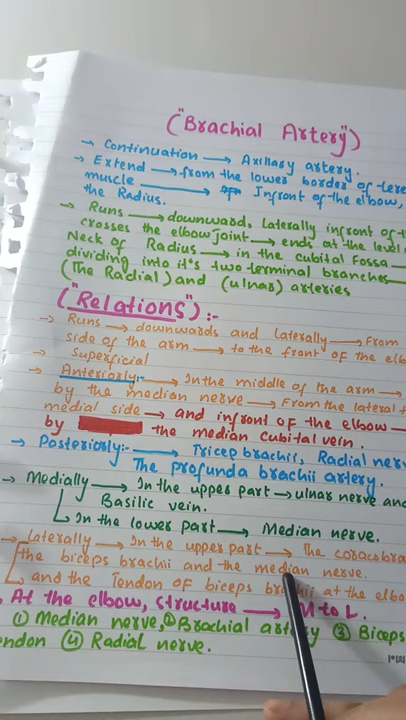 ("Brachial Artery")
→ Continuation → Axillary artery.
→ Extend → from the lower border of
muscle → Infront of the elbow,
the Radius.
→ Runs → downward, Laterally infront of
crosses the elbow joint → ends at the level
Neck of Radius → in the cubital Fossa
dividing into it's two terminal branches
(The Radial) and (ulnar) arteries
("Relations"):-
→ Runs → downwards and Laterally → From
side of the arm → to the front of the
→ Superficial
→ Anteriorly:- → In the middle of the arm →
by the median nerve → From the lateral
medial side → and infront of the elbow
by the median cubital vein.
→ Posteriorly:- → Tricep brachii, Radial
The profunda brachii artery.
→ Medially → In the upper part → ulnar nerve and
Basilic vein.
In the lower part → Median nerve.
→ Laterally → In the upper part → the
the biceps brachii and the median nerve.
and the Tendon of biceps brachii at the
At the elbow, structure → M to L.
① Median nerve, ② Brachial artery ③ Biceps
④ Radial nerve.